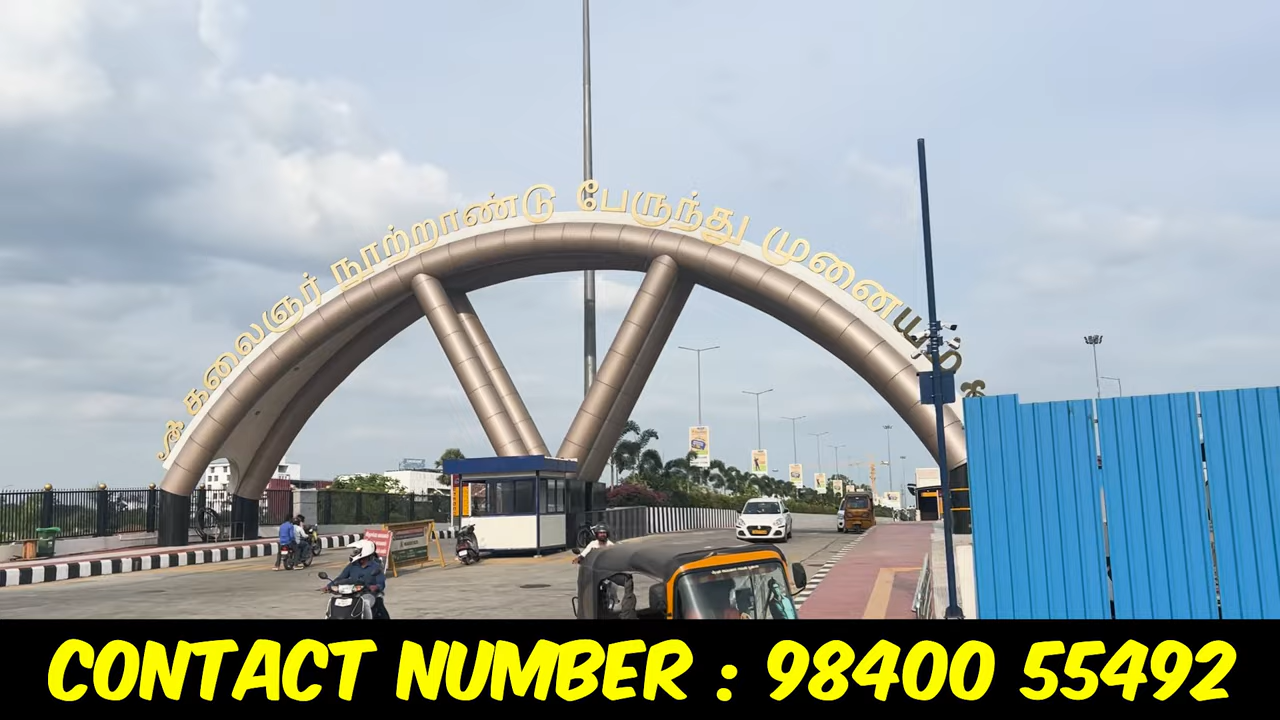 கலைஞர் நூற்றாண்டு பேருந்து முனையம்
CONTACT NUMBER : 98400 55492